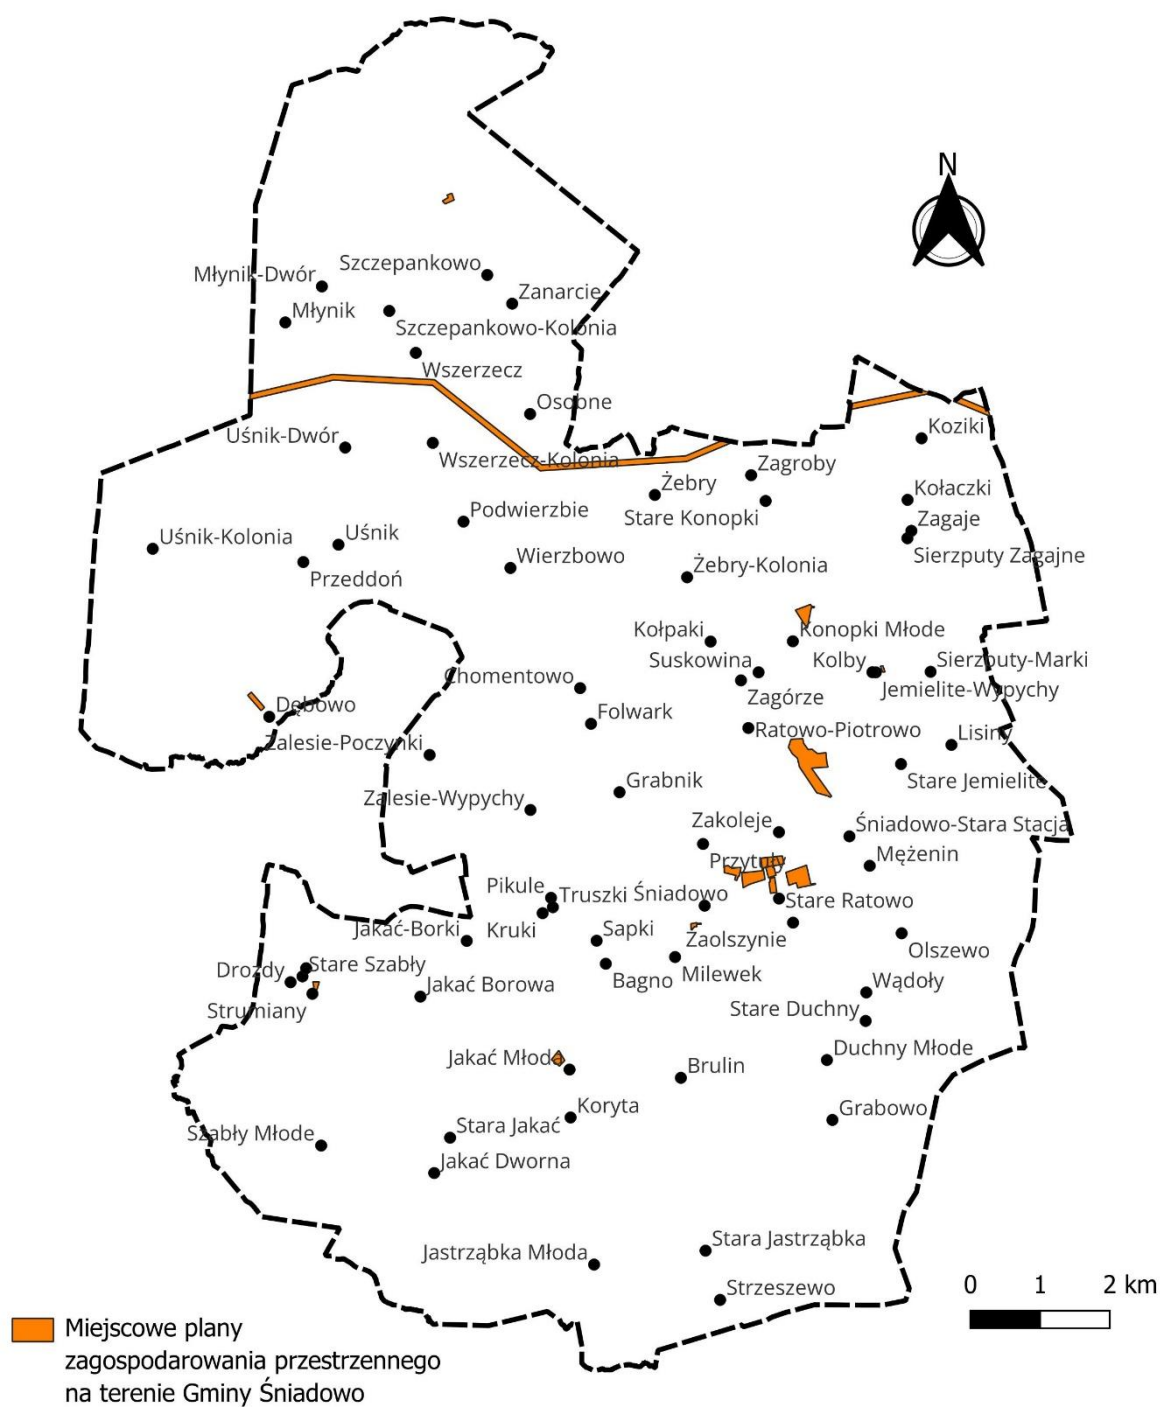 N
Szczepankowo
Młynik-Dwór
Zanarcie
Młynik
Szczepankowo-Kolonia
Wszerzecz
Osobne
Koziki
Uśnik-Dwór
Wszerzecz-Kolonia
Zagroby
Żebry
Kołaczki
Podwierzbie
Stare Konopki
Zagaje
Uśnik-Kolonia
Uśnik
Wierzbowo
Sierzputy Zagajne
Przeddoń
Żebry-Kolonia
Kołpaki
Konopki Młode
Suskowina
Kolby
Sierzputy-Marki
Chomentowo
Zagórze
Jemielite-Wypychy
Dębowo
Folwark
Ratowo-Piotrowo
Lisiny
Zalesie-Poczynki
Stare Jemielite
Grabnik
Zalesie-Wypychy
Zakoleje
Śniadowo-Stara Stacja
Przytuły
Mężenin
Pikule
Truszki
Śniadowo
Stare Ratowo
Jakać-Borki
Kruki
Sapki
Zaolszynie
Olszewo
Drozdy
Stare Szabły
Bagno
Milewek
Wądoły
Strumiany
Jakać Borowa
Stare Duchny
Jakać Młoda
Brulin
Duchny Młode
Koryta
Grabowo
Szabły Młode
Stara Jakać
Jakać Dworna
Jastrząbka Młoda
Stara Jastrząbka
Strzeszewo
0 1 2 km
Miejscowe plany
zagospodarowania przestrzennego
na terenie Gminy Śniadowo